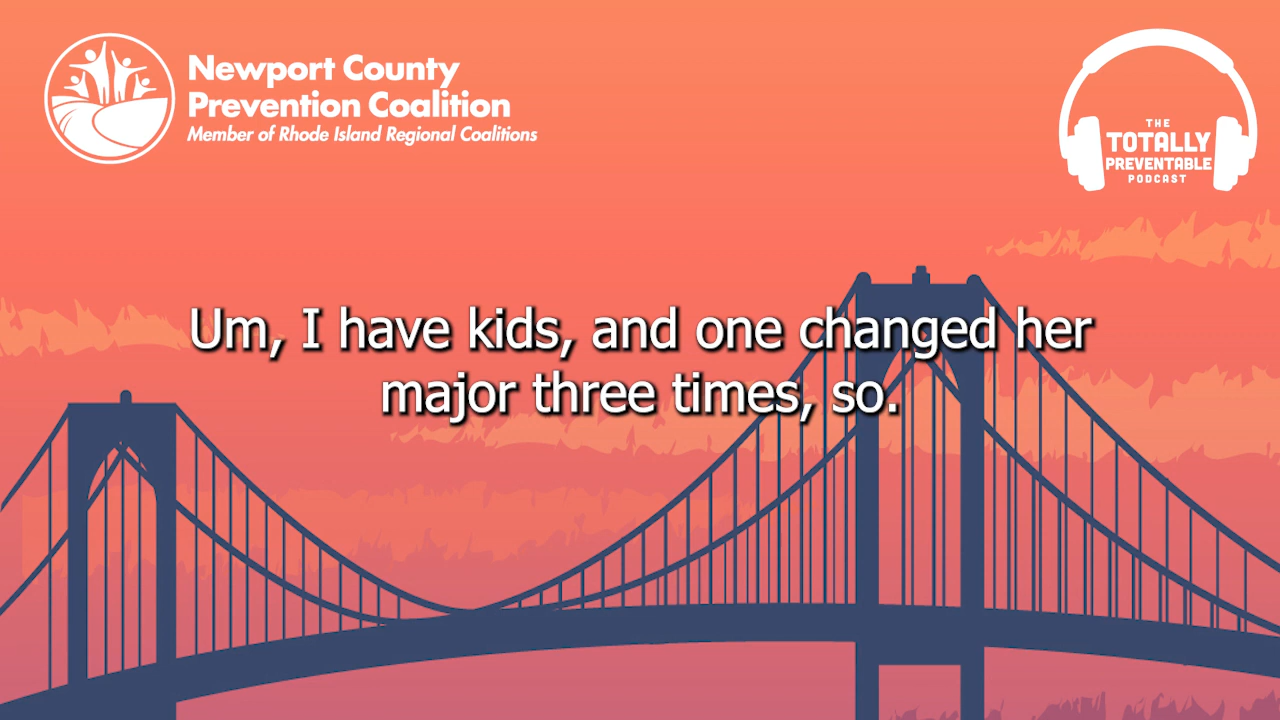 Newport County
Prevention Coalition
Member of Rhode Island Regional Coalitions
THE
TOTALLY
PREVENTABLE
PODCAST
Um, I have kids, and one changed her
major three times, so.